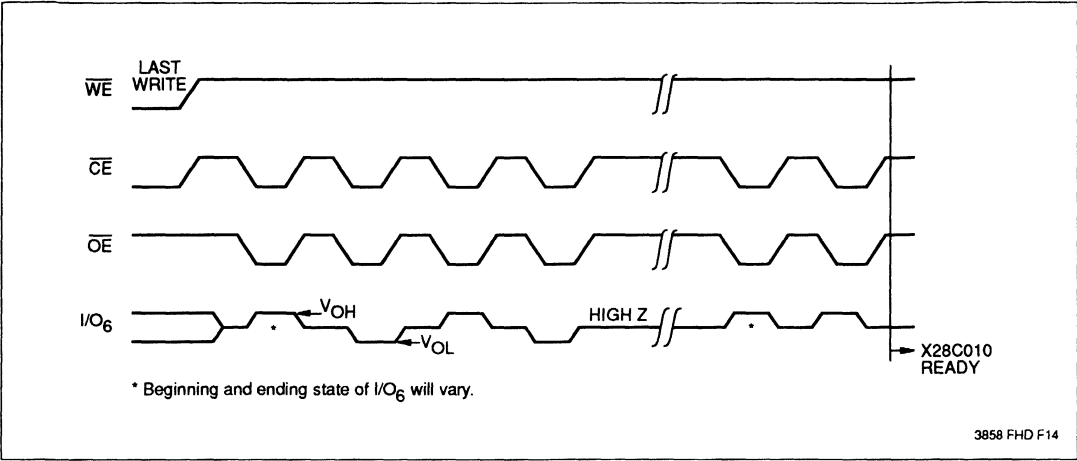 LAST
WRITE
WE
CE
OE
I/O6
VOH
VOL
HIGH Z
*
*
X28C010
READY
* Beginning and ending state of I/O6 will vary.
3858 FHD F14